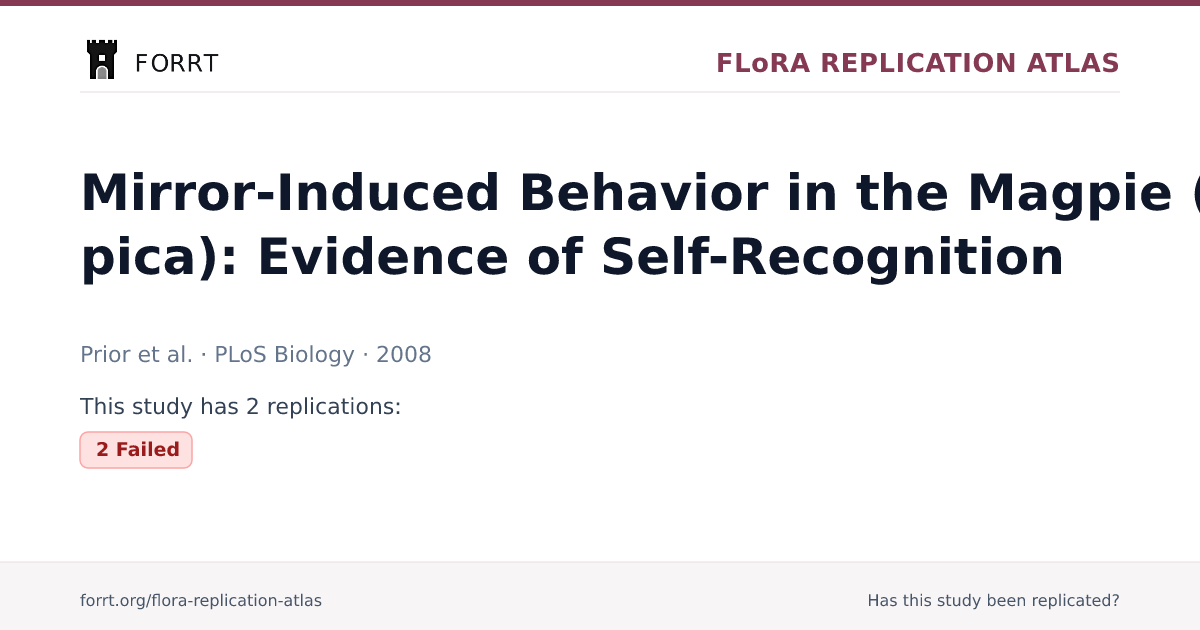 FORRT
FLoRA REPLICATION ATLAS
Mirror-Induced Behavior in the Magpie (
pica): Evidence of Self-Recognition
Prior et al. · PLoS Biology · 2008
This study has 2 replications:
2 Failed
forrt.org/flora-replication-atlas
Has this study been replicated?